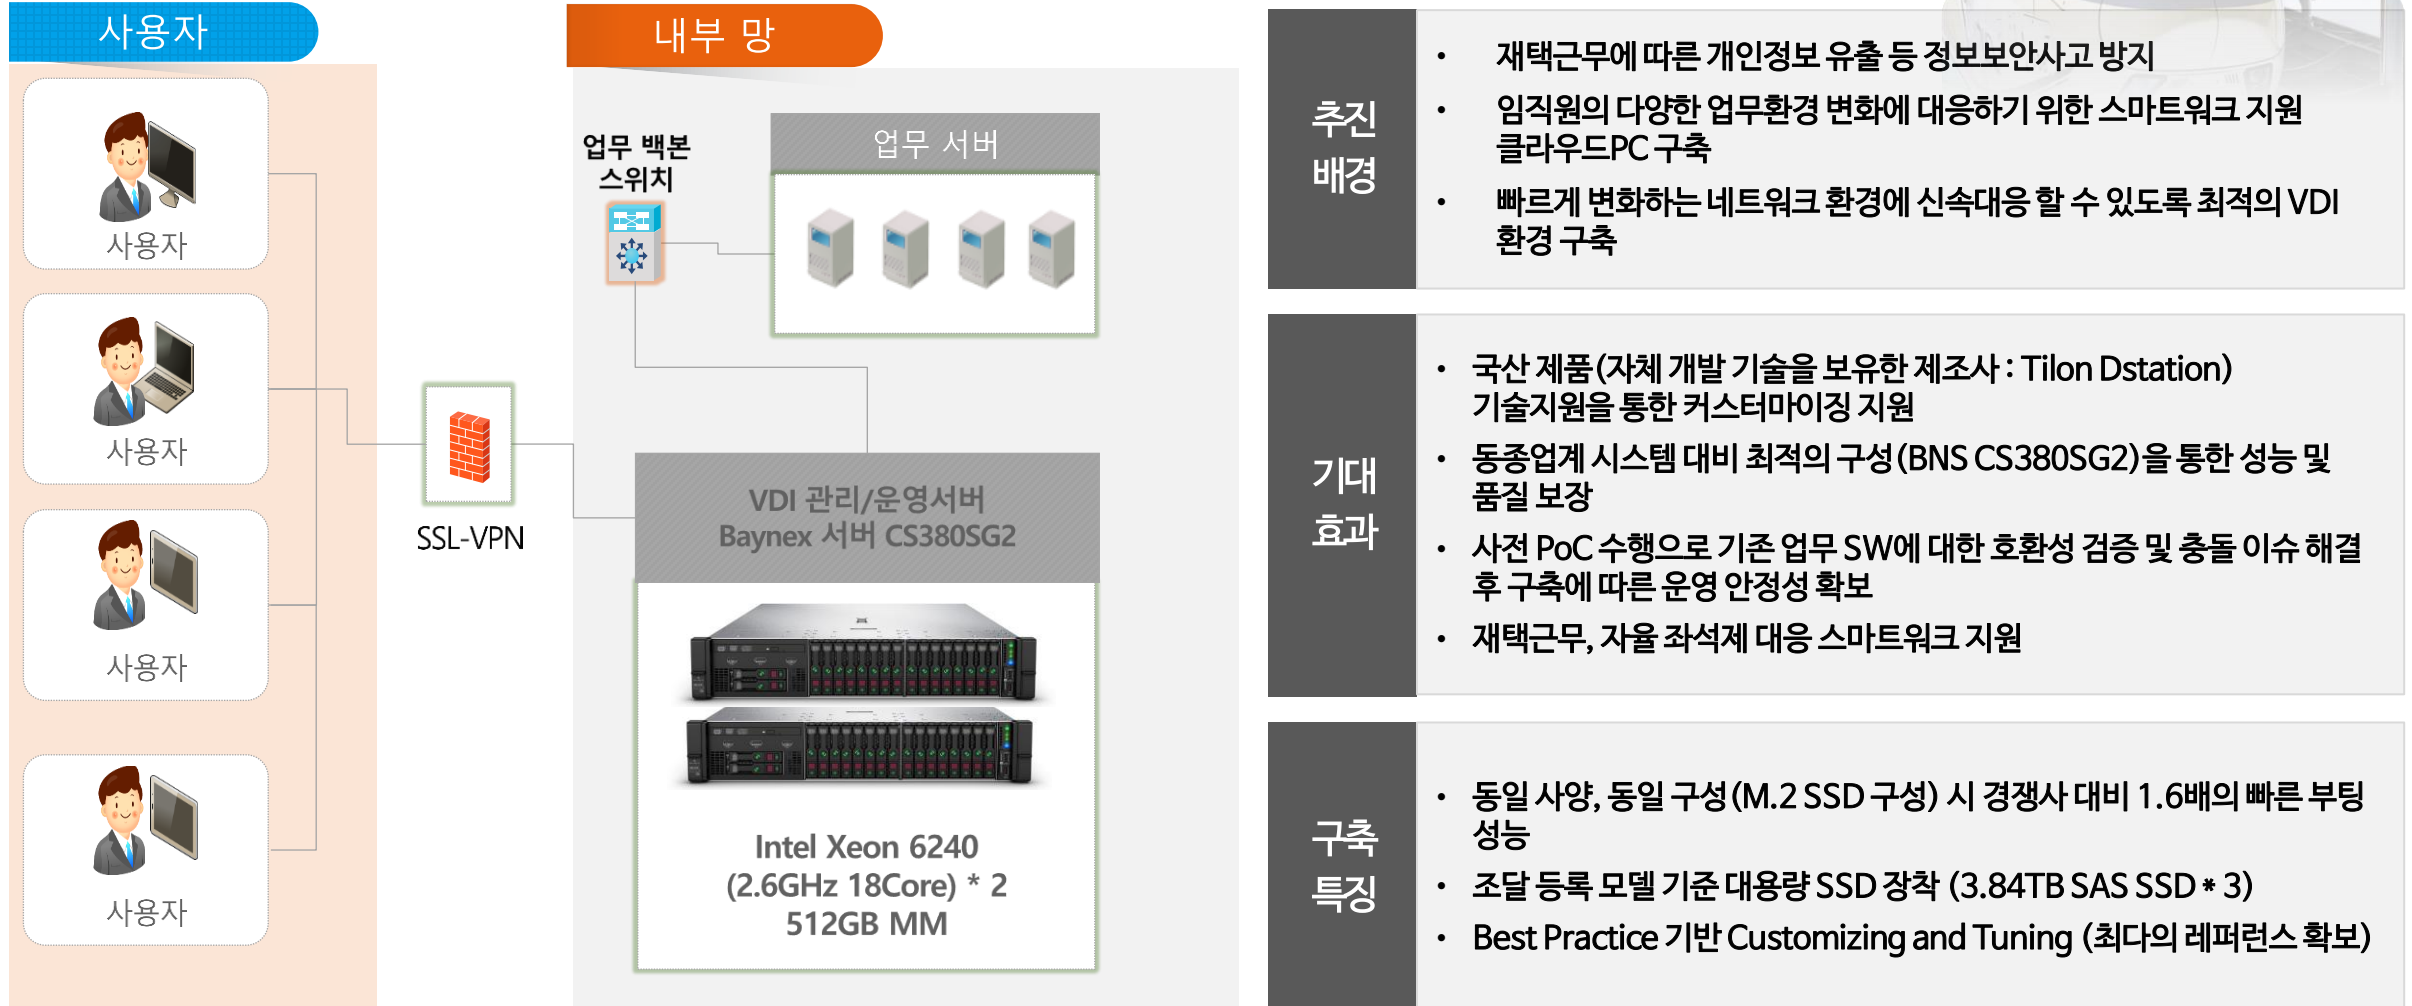 사용자
사용자
사용자
사용자
사용자
SSL-VPN
내부 망
업무 백본
스위치
업무 서버
VDI 관리/운영서버
Baynex 서버 CS380SG2
Intel Xeon 6240
(2.6GHz 18Core) * 2
512GB MM
추진
배경
• 재택근무에 따른 개인정보 유출 등 정보보안사고 방지
• 임직원의 다양한 업무환경 변화에 대응하기 위한 스마트워크 지원
클라우드PC 구축
• 빠르게 변화하는 네트워크 환경에 신속대응 할 수 있도록 최적의 VDI
환경 구축
기대
효과
• 국산 제품(자체 개발 기술을 보유한 제조사 : Tilon Dstation)
기술지원을 통한 커스터마이징 지원
• 동종업계 시스템 대비 최적의 구성(BNS CS380SG2)을 통한 성능 및
품질 보장
• 사전 PoC 수행으로 기존 업무 SW에 대한 호환성 검증 및 충돌 이슈 해결
후 구축에 따른 운영 안정성 확보
• 재택근무, 자율 좌석제 대응 스마트워크 지원
구축
특징
• 동일 사양, 동일 구성(M.2 SSD 구성) 시 경쟁사 대비 1.6배의 빠른 부팅
성능
• 조달 등록 모델 기준 대용량 SSD 장착 (3.84TB SAS SSD * 3)
• Best Practice 기반 Customizing and Tuning (최다의 레퍼런스 확보)